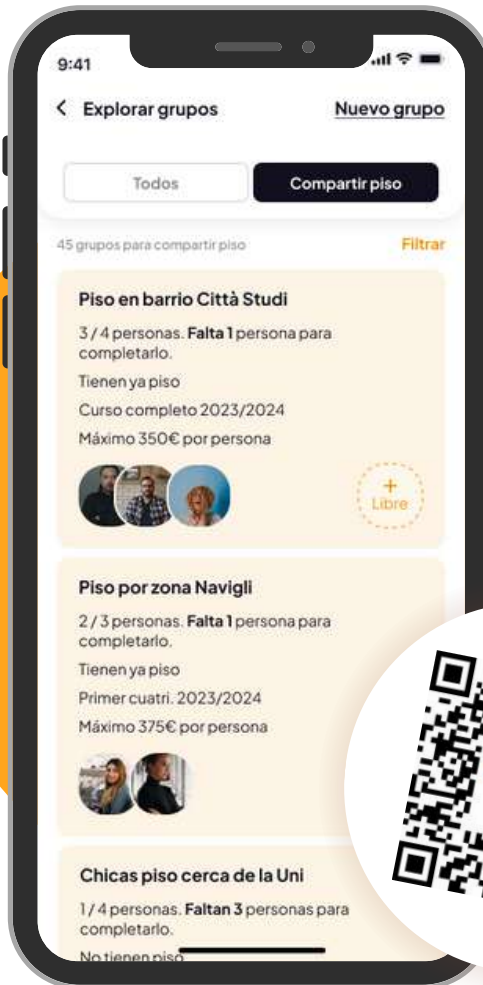 9:41
Explorar grupos
Nuevo grupo
Todos
Compartir piso
45 grupos para compartir piso
Filtrar
Piso en barrio Città Studi
3 / 4 personas. Falta 1 persona para
completarlo.
Tienen ya piso
Curso completo 2023/2024
Máximo 350€ por persona
+
Libre
Piso por zona Navigli
2 / 3 personas. Falta 1 persona para
completarlo.
Tienen ya piso
Primer cuatri. 2023/2024
Máximo 375€ por persona
Chicas piso cerca de la Uni
1 / 4 personas. Faltan 3 personas para
completarlo.
No tienen piso